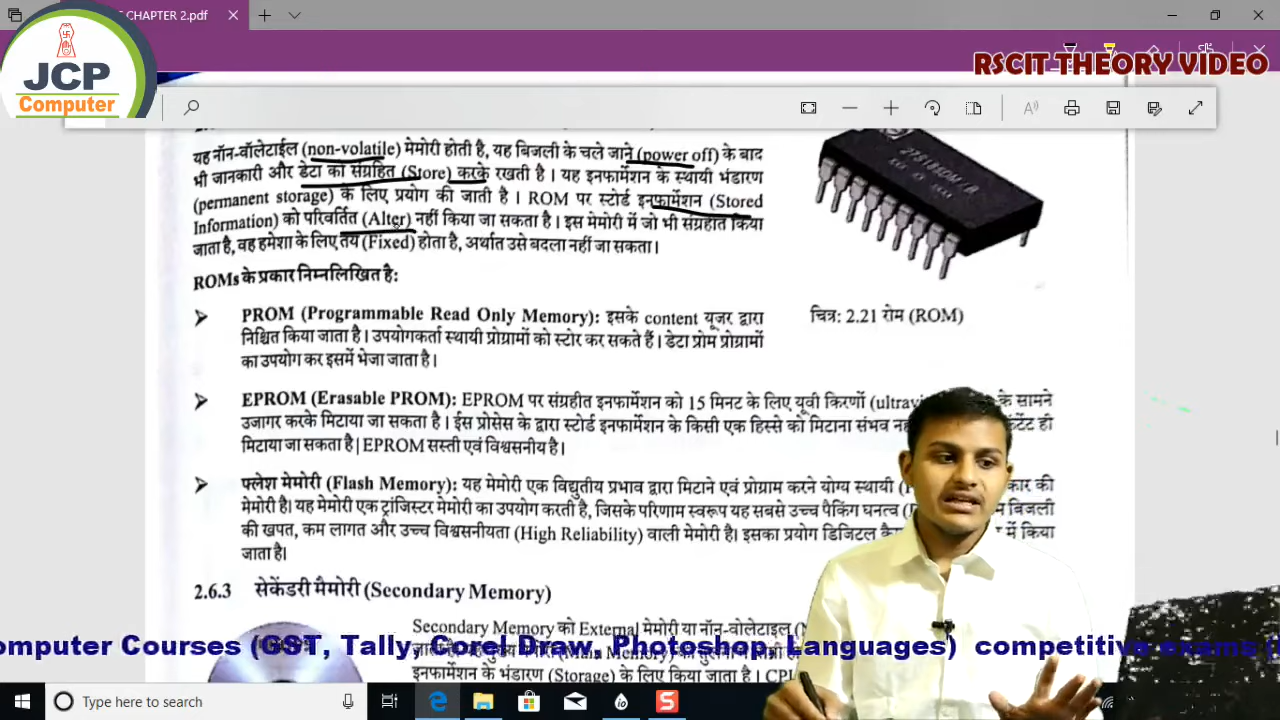 CHAPTER 2.pdf
JCP
Computer
RSCIT THEORY VIDEO
यह नॉन-वॉलेटाईल (non-volatile) मेमोरी होती है, यह बिजली के चले जाने (power off) के बाद
भी जानकारी और डेटा को संग्रहित (Store) करके रखती है। यह इनफार्मेशन के स्थायी भंडारण
(permanent storage) के लिए प्रयोग की जाती है। ROM पर स्टोर्ड इनफार्मेशन (Stored
Information) को परिवर्तित (Alter) नहीं किया जा सकता है। इस मेमोरी में जो भी संग्रहीत किया
जाता है, वह हमेशा के लिए तय (Fixed) होता है, अर्थात उसे बदला नहीं जा सकता।
ROMs के प्रकार निम्नलिखित है:
PROM (Programmable Read Only Memory): इसके content यूजर द्वारा
निश्चित किया जाता है। उपयोगकर्ता स्थायी प्रोग्रामों को स्टोर कर सकते हैं। डेटा प्रोम प्रोग्रामों
का उपयोग कर इसमें भेजा जाता है।
चित्र: 2.21 रोम (ROM)
EPROM (Erasable PROM): EPROM पर संग्रहीत इनफार्मेशन को 15 मिनट के लिए यूवी किरणों के सामने
उजागर करके मिटाया जा सकता है। ईस प्रोसेस के द्वारा स्टोर्ड इनफार्मेशन के किसी एक हिस्से को मिटाना संभव ही
मिटाया जा सकता है| EPROM सस्ती एवं विश्वसनीय है।
फ्लेश मेमोरी (Flash Memory): यह मेमोरी एक विद्युतीय प्रभाव द्वारा मिटाने एवं प्रोग्राम करने योग्य स्थायी की
मेमोरी है। यह मेमोरी एक ट्रांजिस्टर मेमोरी का उपयोग करती है, जिसके परिणाम स्वरूप यह सबसे उच्च पैकिंग घनत्व बिजली
की खपत, कम लागत और उच्च विश्वसनीयता (High Reliability) वाली मेमोरी है। इसका प्रयोग डिजिटल में किया
जाता है।
2.6.3 सेकेंडरी मैमोरी (Secondary Memory)
Secondary Memory को External मेमोरी या नॉन-वोलाटाइल
omputer Courses (GST, Tally, Corel Draw, Photoshop, Languages) competitive exams
इनफार्मेशन के भंडारण (Storage) के लिए किया जाता है।
Type here to search